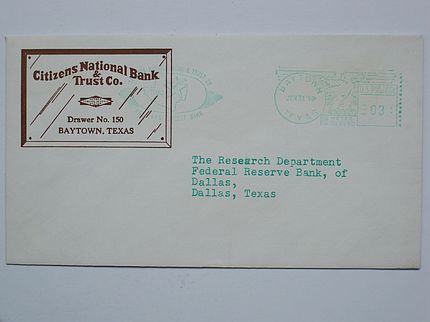 Citizens National Bank
&
Trust Co.
Drawer No. 150
BAYTOWN, TEXAS
BAYTOWN
TEXAS
03
The Research Department
Federal Reserve Bank, of
Dallas,
Dallas, Texas